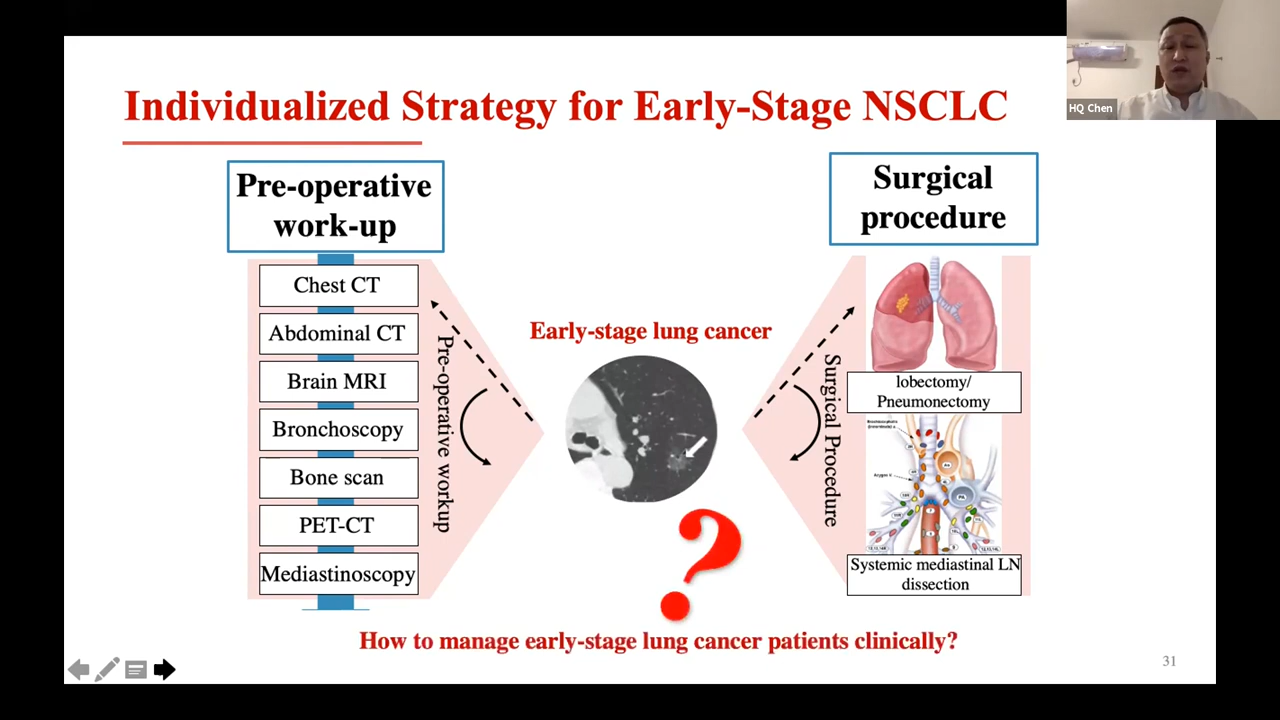 HQ Chen
Individualized Strategy for Early-Stage NSCLC
Pre-operative
work-up
Chest CT
Abdominal CT
Brain MRI
Bronchoscopy
Bone scan
PET-CT
Mediastinoscopy
Pre-operative workup
Early-stage lung cancer
?
How to manage early-stage lung cancer patients clinically?
Surgical
procedure
Surgical Procedure
lobectomy/
Pneumonectomy
Systemic mediastinal LN
dissection
31